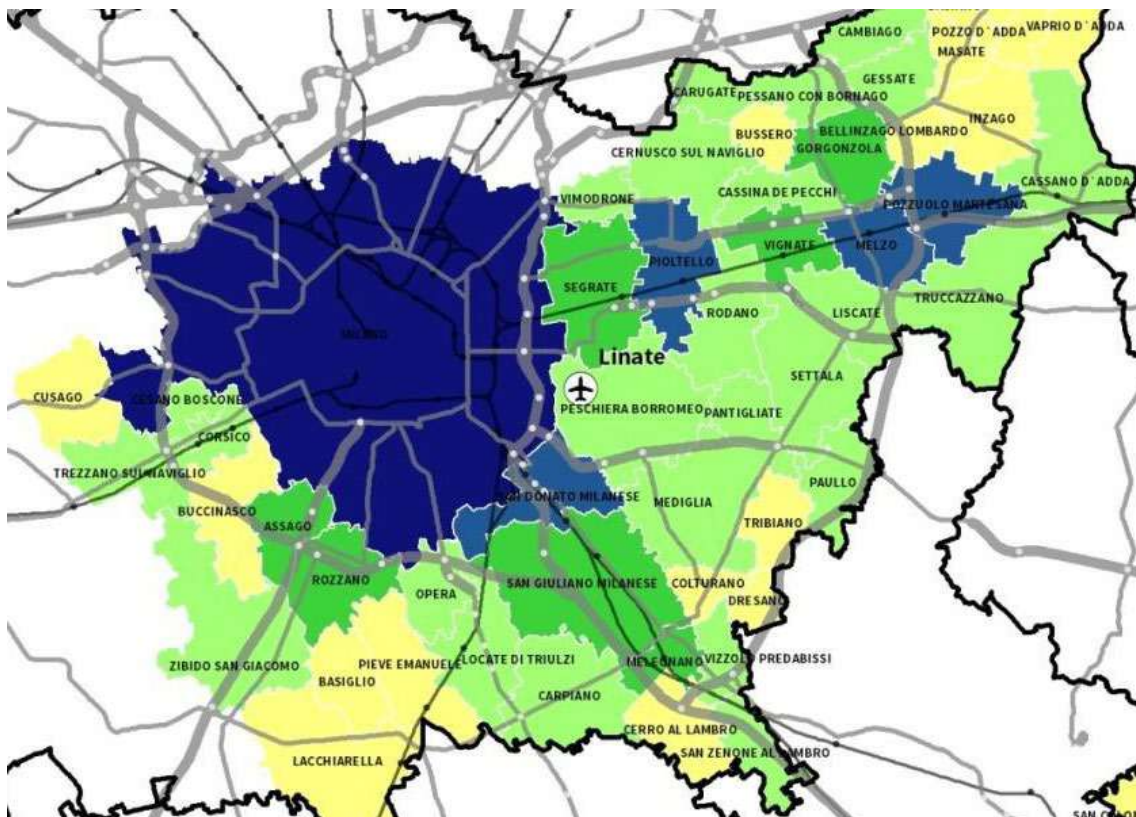 CAMBIAGO
POZZO D`ADDA
VAPRIO D`ADDA
MASATE
GESSATE
CARUGATE
PESSANO CON BORNAGO
INZAGO
BUSSERO
BELLINZAGO LOMBARDO
GORGONZOLA
CERNUSCO SUL NAVIGLIO
CASSANO D`ADDA
CASSINA DE PECCHI
VIMODRONE
POZZUOLO MARTESANA
VIGNATE
MELZO
PIOLTELLO
SEGRATE
TRUCCAZZANO
RODANO
LISCATE
MILANO
Linate
SETTALA
CUSAGO
CESANO BOSCONE
PESCHIERA BORROMEO
PANTIGLIATE
CORSICO
TREZZANO SUL NAVIGLIO
PAULLO
SAN DONATO MILANESE
MEDIGLIA
BUCCINASCO
ASSAGO
TRIBIANO
ROZZANO
SAN GIULIANO MILANESE
COLTURANO
OPERA
DRESANO
ZIBIDO SAN GIACOMO
PIEVE EMANUELE
LOCATE DI TRIULZI
MELEGNANO
VIZZOLO PREDABISSI
BASIGLIO
CARPIANO
CERRO AL LAMBRO
LACCHIARELLA
SAN ZENONE AL LAMBRO